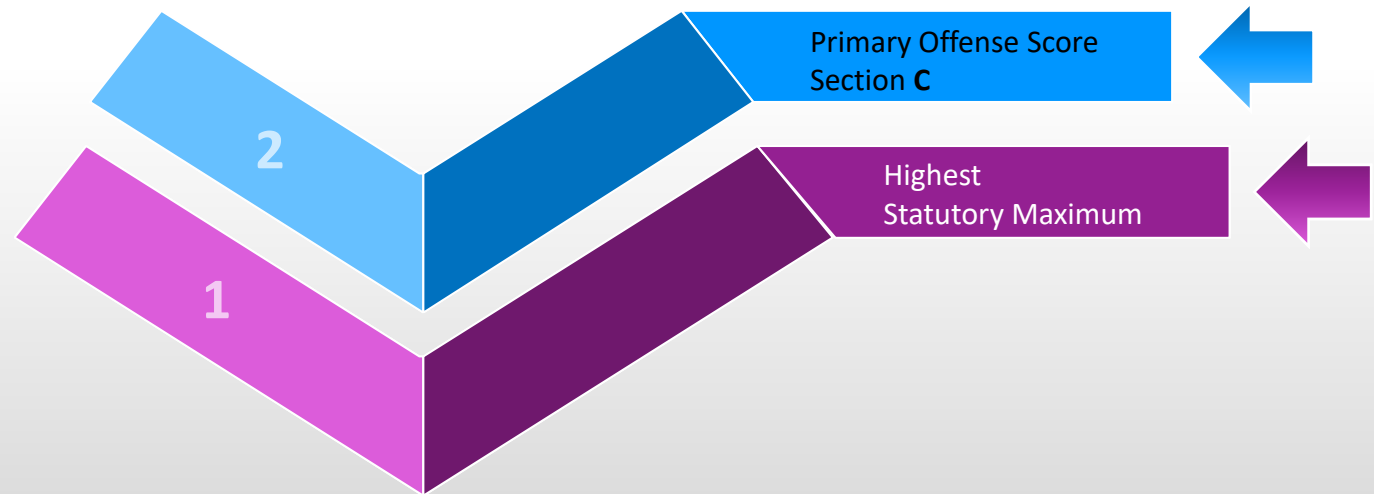 Primary Offense Score
Section C
2
Highest
Statutory Maximum
1